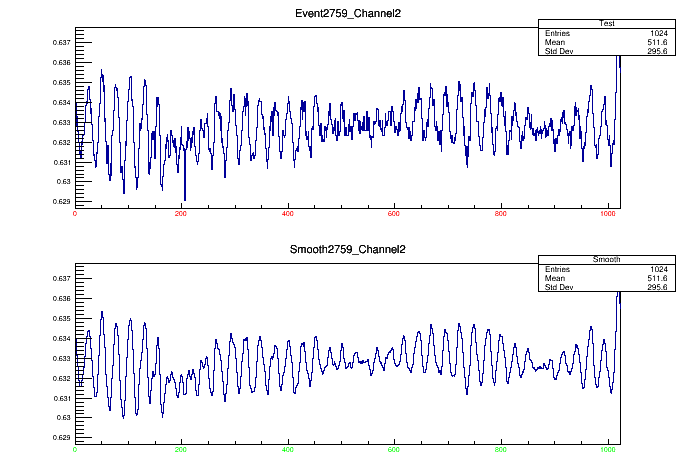 Event2759_Channel2
Test
Entries 1024
Mean 511.6
Std Dev 295.6
0.637
0.636
0.635
0.634
0.633
0.632
0.631
0.63
0.629
0 200 400 600 800 1000
Smooth2759_Channel2
Smooth
Entries 1024
Mean 511.6
Std Dev 295.6
0.637
0.636
0.635
0.634
0.633
0.632
0.631
0.63
0.629
0 200 400 600 800 1000